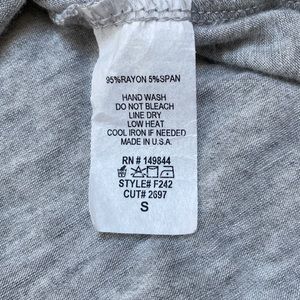 95%RAYON 5%SPAN
HAND WASH
DO NOT BLEACH
LINE DRY
LOW HEAT
COOL IRON IF NEEDED
MADE IN U.S.A.
RN # 149844
STYLE# F242
CUT# 2697
S